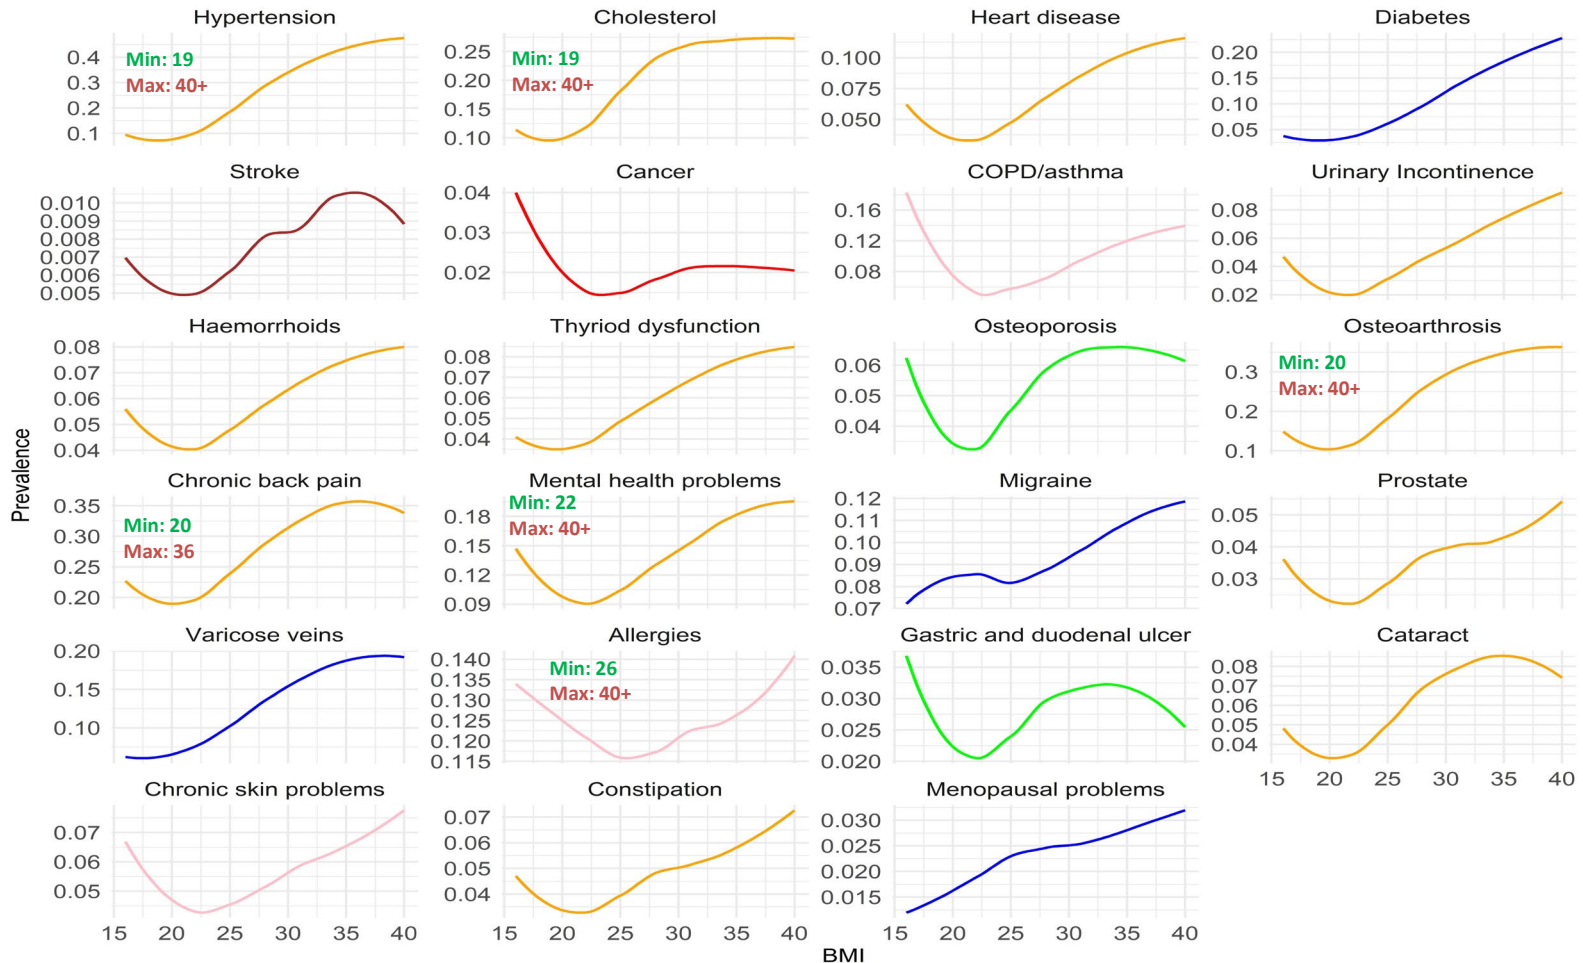 Hypertension
Cholesterol
Heart disease
Diabetes
0.4
0.3
0.2
0.1
Min: 19
Max: 40+
0.25
0.20
0.15
0.10
Min: 19
Max: 40+
0.100
0.075
0.050
0.20
0.15
0.10
0.05
Stroke
Cancer
COPD/asthma
Urinary Incontinence
0.010
0.009
0.008
0.007
0.006
0.005
0.04
0.03
0.02
0.16
0.12
0.08
0.08
0.06
0.04
0.02
Haemorrhoids
Thyriod dysfunction
Osteoporosis
Osteoarthrosis
0.08
0.07
0.06
0.05
0.04
0.08
0.07
0.06
0.05
0.04
0.06
0.05
0.04
0.3
0.2
0.1
Min: 20
Max: 40+
Prevalence
Chronic back pain
Mental health problems
Migraine
Prostate
0.35
0.30
0.25
0.20
Min: 20
Max: 36
0.18
0.15
0.12
0.09
Min: 22
Max: 40+
0.12
0.11
0.10
0.09
0.08
0.07
0.05
0.04
0.03
Varicose veins
Allergies
Gastric and duodenal ulcer
Cataract
0.20
0.15
0.10
0.140
0.135
0.130
0.125
0.120
0.115
Min: 26
Max: 40+
0.035
0.030
0.025
0.020
0.08
0.07
0.06
0.05
0.04
15 20 25 30 35 40
Chronic skin problems
Constipation
Menopausal problems
0.07
0.06
0.05
0.07
0.06
0.05
0.04
0.030
0.025
0.020
0.015
15 20 25 30 35 40
15 20 25 30 35 40
15 20 25 30 35 40
BMI